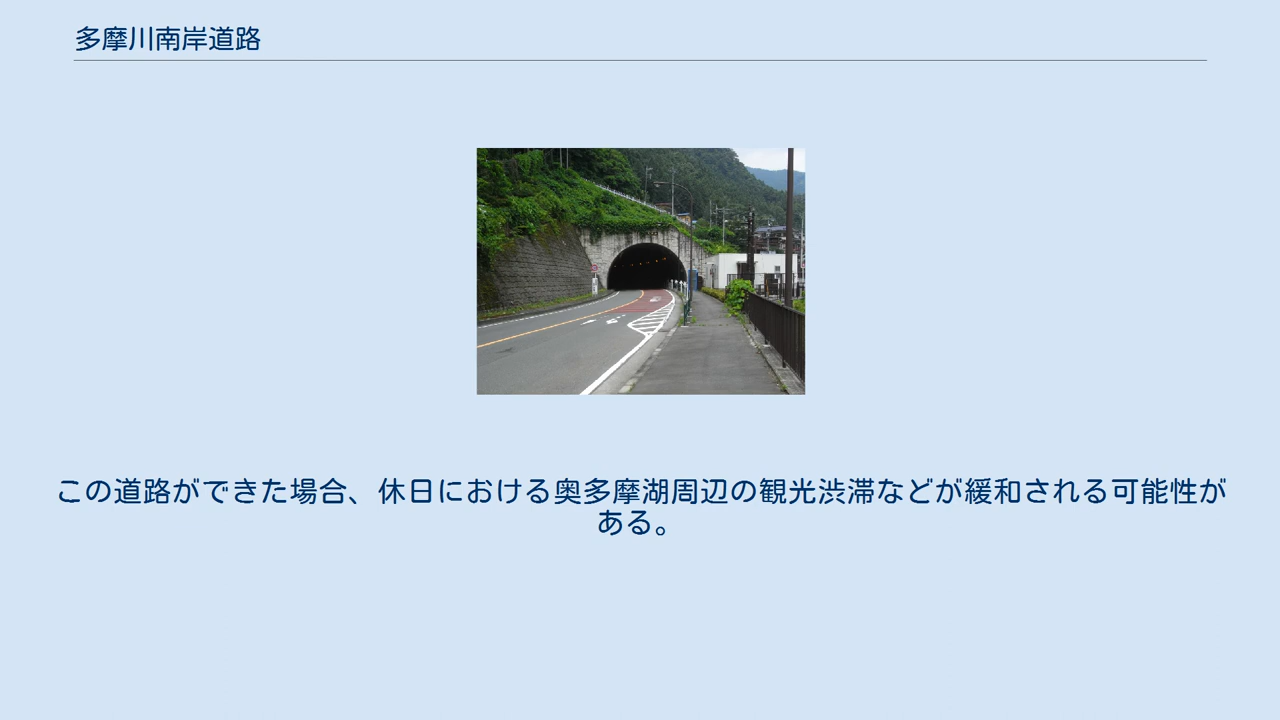 多摩川南岸道路
この道路ができた場合、休日における奥多摩湖周辺の観光渋滞などが緩和される可能性が
ある。